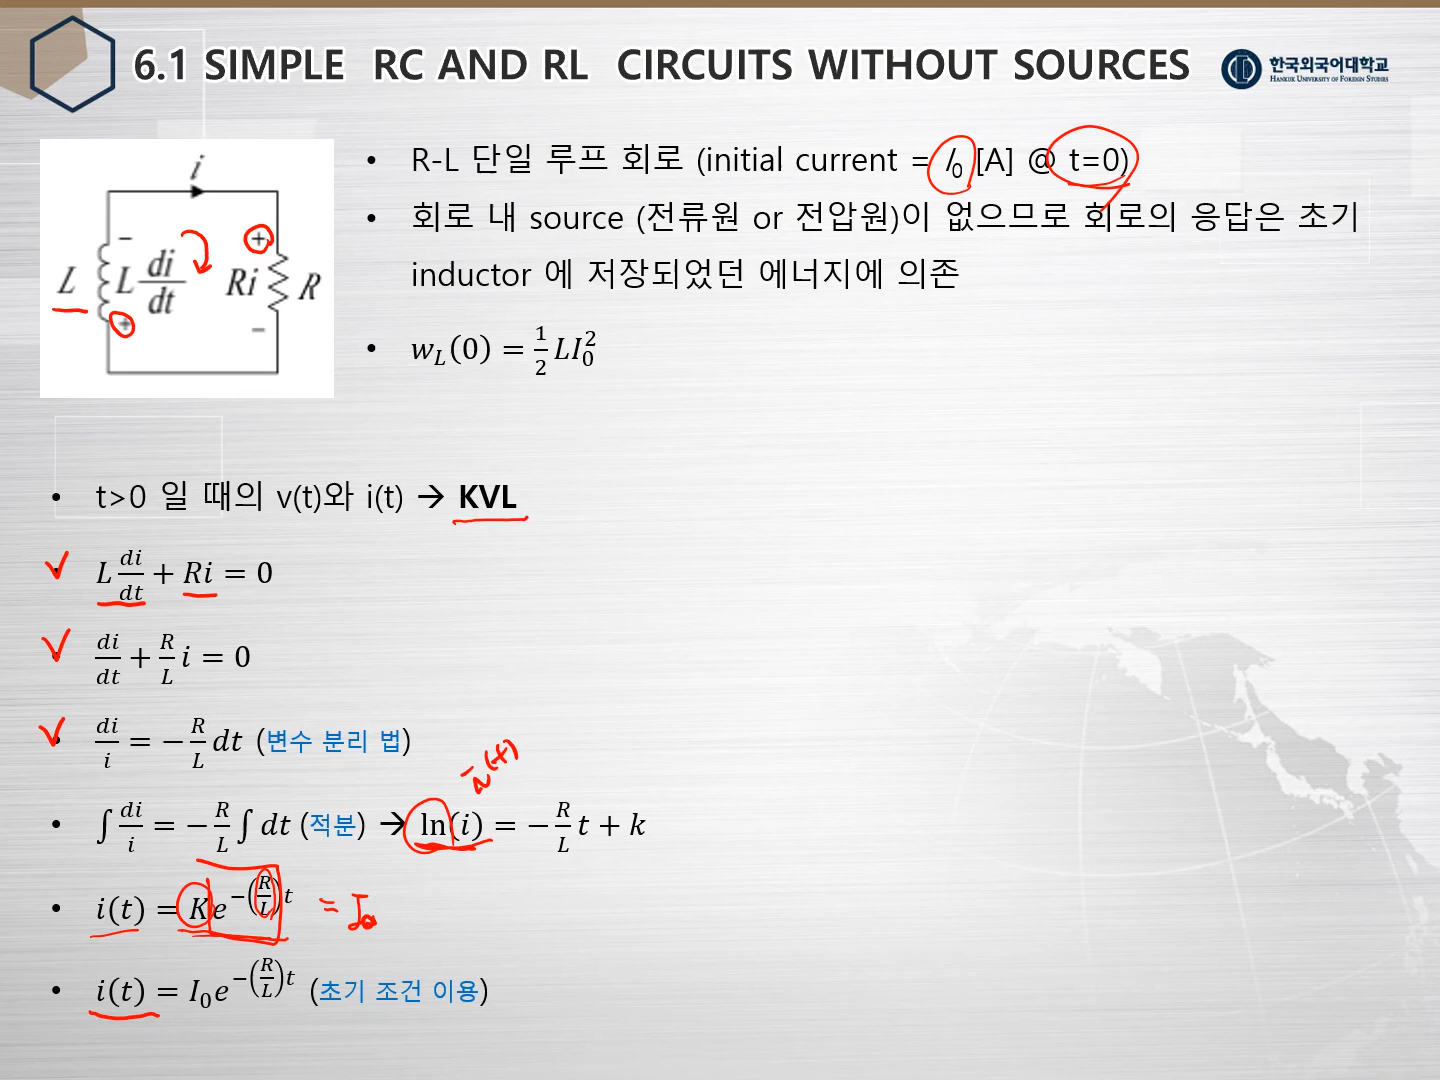 6.1 SIMPLE RC AND RL CIRCUITS WITHOUT SOURCES
한국외국어대학교
HANKUK UNIVERSITY OF FOREIGN STUDIES
i
L
− L di/dt +
+ Ri −
R
• R-L 단일 루프 회로 (initial current = I₀ [A] @ t=0)
• 회로 내 source (전류원 or 전압원)이 없으므로 회로의 응답은 초기
inductor 에 저장되었던 에너지에 의존
• w_L(0) = 1/2 LI₀²
• t>0 일 때의 v(t)와 i(t) → KVL
L di/dt + Ri = 0
di/dt + R/L i = 0
• di/i = −R/L dt (변수 분리 법)
i(t)
• ∫ di/i = −R/L ∫ dt (적분) → ln(i) = −R/L t + k
• i(t) = Ke^(−(R/L)t) = I₀
• i(t) = I₀e^(−(R/L)t) (초기 조건 이용)